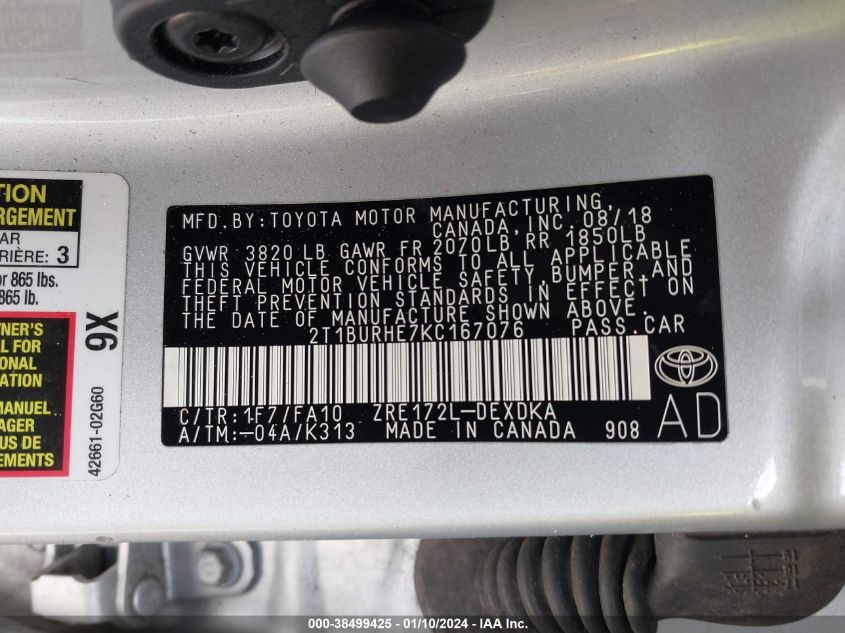 TION
RGEMENT
AR
RIÈRE: 3
or 865 lbs.
865 lb.
WNER'S
L FOR
IONAL
ATION
MANUEL
AGER
US DE
EMENTS
9X
42661-02G60
MFD. BY: TOYOTA MOTOR MANUFACTURING,
CANADA, INC. 08/18
GVWR 3820 LB GAWR FR 2070LB RR 1850LB
THIS VEHICLE CONFORMS TO ALL APPLICABLE
FEDERAL MOTOR VEHICLE SAFETY, BUMPER, AND
THEFT PREVENTION STANDARDS IN EFFECT ON
THE DATE OF MANUFACTURE SHOWN ABOVE.
2T1BURHE7KC167076 PASS.CAR
C/TR: 1F7/FA10 ZRE172L-DEXDKA
A/TM: -04A/K313 MADE IN CANADA 908
AD
000-38499425 - 01/10/2024 - IAA Inc.